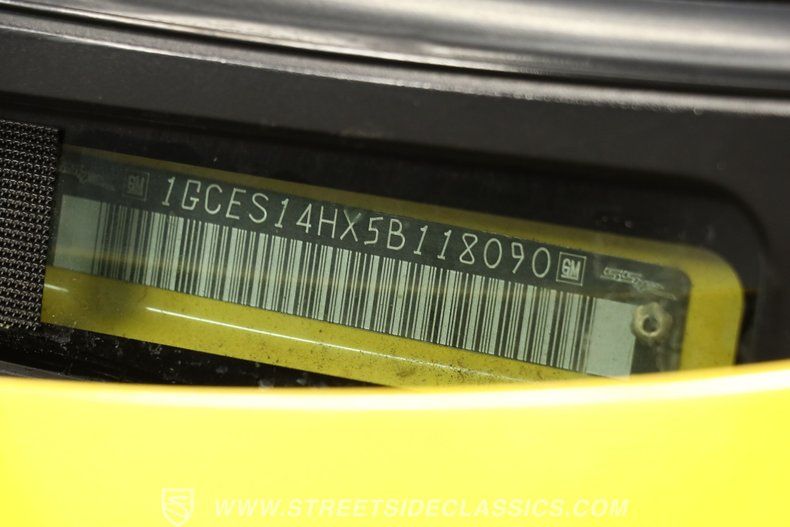 GM 1GCES14HX5B118090 GM
WWW.STREETSIDECLASSICS.COM